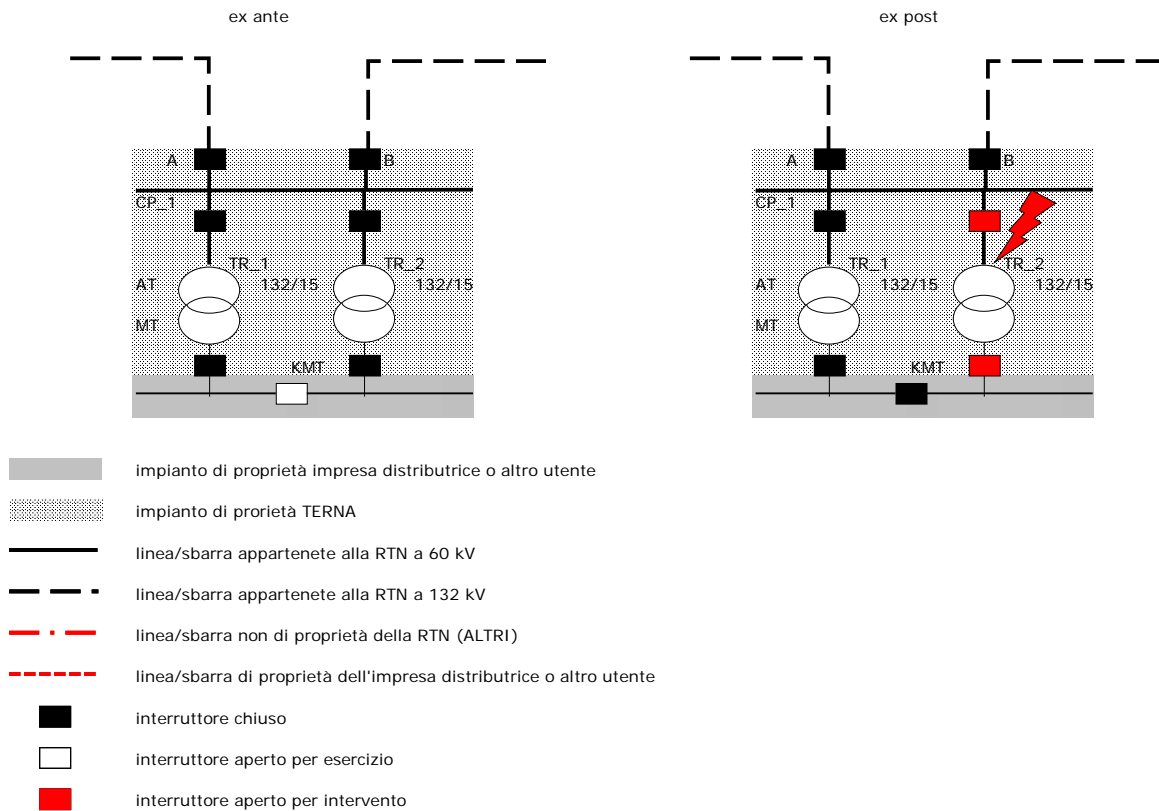 ex ante
ex post
A
B
A
B
CP_1
CP_1
TR_1
TR_2
TR_1
TR_2
AT
132/15
132/15
AT
132/15
132/15
MT
MT
KMT
KMT
impianto di proprietà impresa distributrice o altro utente
impianto di prorietà TERNA
linea/sbarra appartenete alla RTN a 60 kV
linea/sbarra appartenete alla RTN a 132 kV
linea/sbarra non di proprietà della RTN (ALTRI)
linea/sbarra di proprietà dell'impresa distributrice o altro utente
interruttore chiuso
interruttore aperto per esercizio
interruttore aperto per intervento